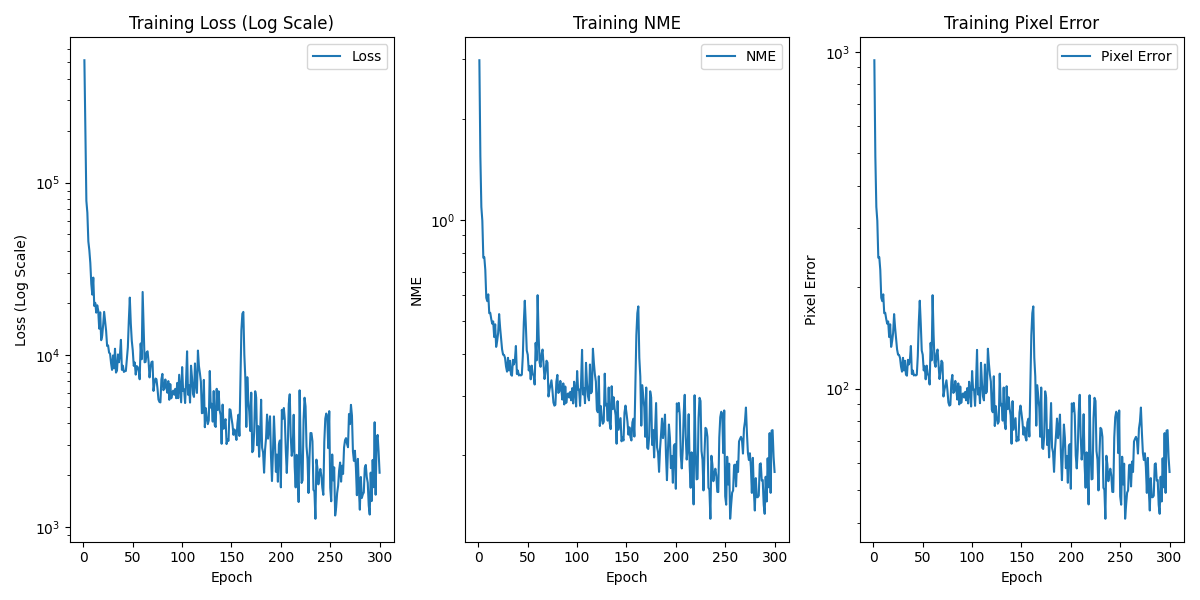 Training Loss (Log Scale)
Loss
Loss (Log Scale)
10^5
10^4
10^3
0 50 100 150 200 250 300
Epoch
Training NME
NME
NME
10^0
0 50 100 150 200 250 300
Epoch
Training Pixel Error
Pixel Error
Pixel Error
10^3
10^2
0 50 100 150 200 250 300
Epoch